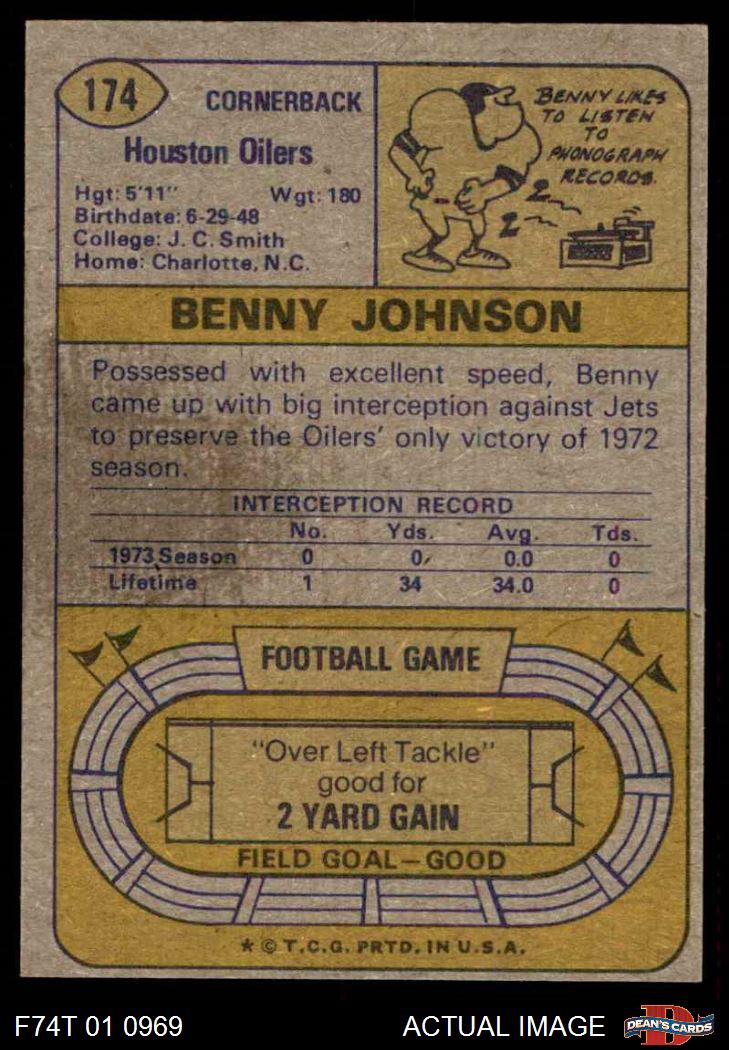 174
CORNERBACK
Houston Oilers
Hgt: 5'11" Wgt: 180
Birthdate: 6-29-48
College: J. C. Smith
Home: Charlotte, N.C.
BENNY LIKES
TO LISTEN
TO
PHONOGRAPH
RECORDS.
Z
Z
BENNY JOHNSON
Possessed with excellent speed, Benny
came up with big interception against Jets
to preserve the Oilers' only victory of 1972
season.
INTERCEPTION RECORD
No. Yds. Avg. Tds.
1973 Season 0 0 0.0 0
Lifetime 1 34 34.0 0
FOOTBALL GAME
"Over Left Tackle"
good for
2 YARD GAIN
FIELD GOAL—GOOD
* © T.C.G. PRTD. IN U.S.A.
F74T 01 0969
ACTUAL IMAGE
D
DEAN'S CARDS